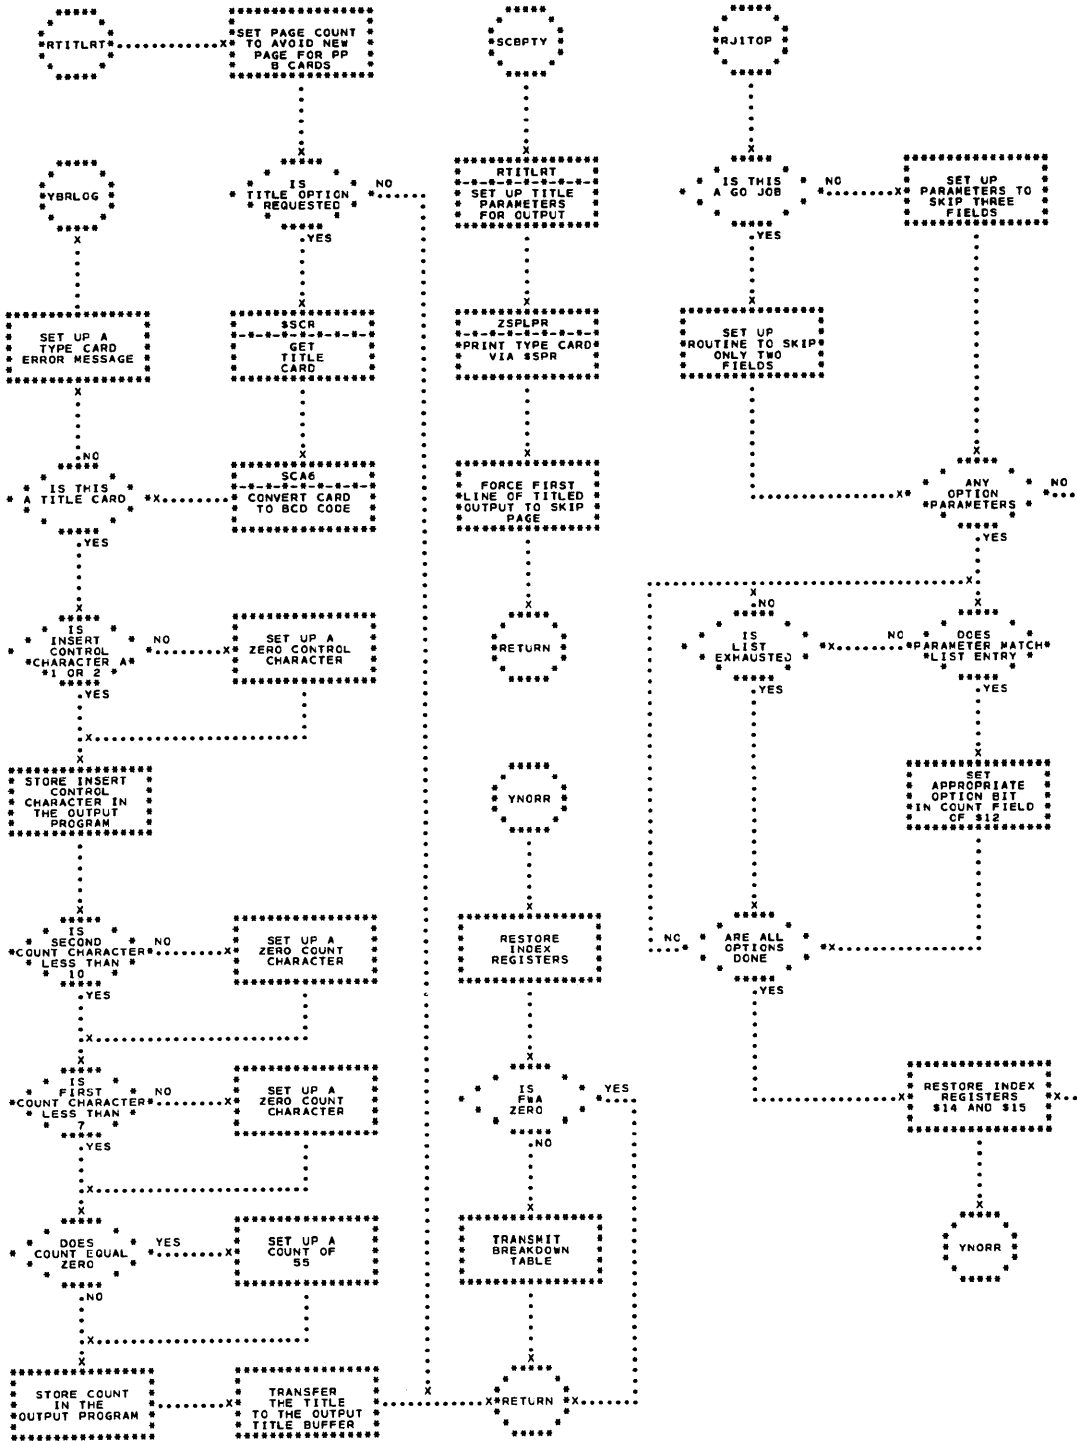 RTITLRT
SET PAGE COUNT
TO AVOID NEW
PAGE FOR PP
B CARDS
SCBPTY
RJ1TOP
YBRLOG
IS
TITLE OPTION
REQUESTED
NO
YES
RTITLRT
SET UP TITLE
PARAMETERS
FOR OUTPUT
IS THIS
A GO JOB
NO
YES
SET UP
PARAMETERS TO
SKIP THREE
FIELDS
SET UP A
TYPE CARD
ERROR MESSAGE
$SCR
GET
TITLE
CARD
ZSPLPR
PRINT TYPE CARD
VIA $SPR
SET UP
ROUTINE TO SKIP
ONLY TWO
FIELDS
NO
IS THIS
A TITLE CARD
YES
SCA6
CONVERT CARD
TO BCD CODE
FORCE FIRST
LINE OF TITLED
OUTPUT TO SKIP
PAGE
ANY
OPTION
PARAMETERS
NO
YES
IS
INSERT
CONTROL
CHARACTER A
1 OR 2
NO
YES
SET UP A
ZERO CONTROL
CHARACTER
RETURN
NO
IS
LIST
EXHAUSTED
YES
NO
DOES
PARAMETER MATCH
LIST ENTRY
YES
STORE INSERT
CONTROL
CHARACTER IN
THE OUTPUT
PROGRAM
YNORR
SET
APPROPRIATE
OPTION BIT
IN COUNT FIELD
OF $12
IS
SECOND
COUNT CHARACTER
LESS THAN
10
NO
YES
SET UP A
ZERO COUNT
CHARACTER
RESTORE
INDEX
REGISTERS
NO
ARE ALL
OPTIONS
DONE
YES
IS
FIRST
COUNT CHARACTER
LESS THAN
7
NO
YES
SET UP A
ZERO COUNT
CHARACTER
IS
FWA
ZERO
YES
NO
RESTORE INDEX
REGISTERS
$14 AND $15
DOES
COUNT EQUAL
ZERO
YES
NO
SET UP A
COUNT OF
55
TRANSMIT
BREAKDOWN
TABLE
YNORR
STORE COUNT
IN THE
OUTPUT PROGRAM
TRANSFER
THE TITLE
TO THE OUTPUT
TITLE BUFFER
RETURN